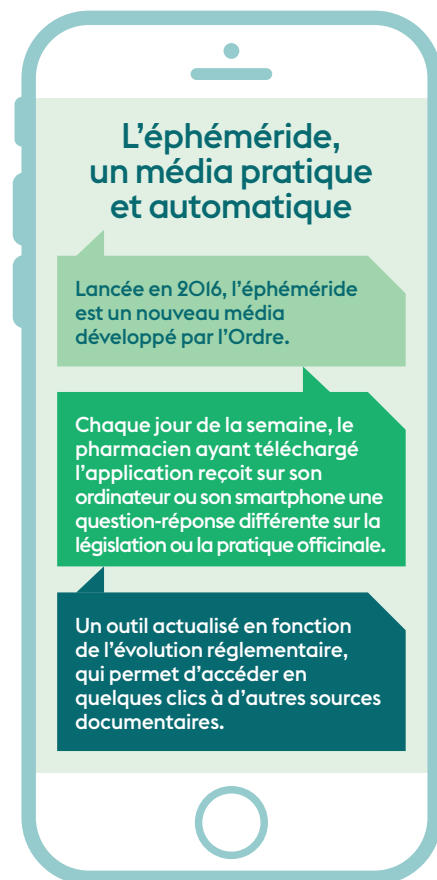 L’éphéméride,
un média pratique
et automatique
Lancée en 2016, l’éphéméride
est un nouveau média
développé par l’Ordre.
Chaque jour de la semaine, le
pharmacien ayant téléchargé
l’application reçoit sur son
ordinateur ou son smartphone une
question-réponse différente sur la
législation ou la pratique officinale.
Un outil actualisé en fonction
de l’évolution réglementaire,
qui permet d’accéder en
quelques clics à d’autres sources
documentaires.